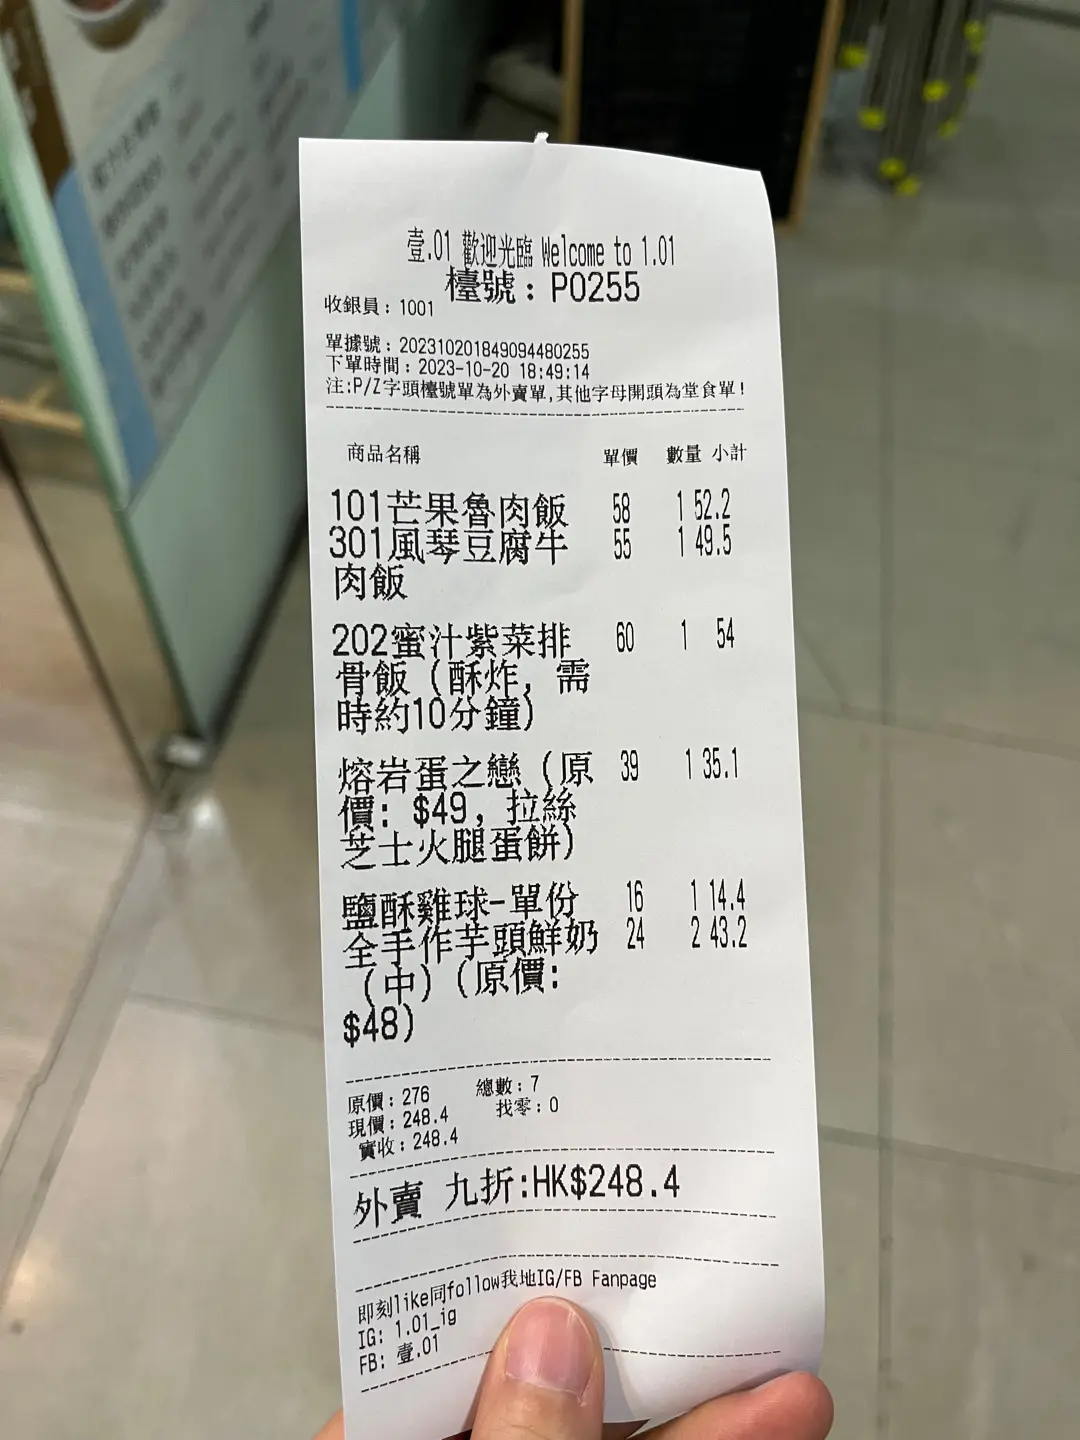 壹.01 歡迎光臨 Welcome to 1.01
檯號：P0255
收銀員：1001
單據號：202310201849094480255
下單時間：2023-10-20 18:49:14
注:P/Z字頭檯號單為外賣單,其他字母開頭為堂食單！
商品名稱 單價 數量 小計
101芒果魯肉飯 58 1 52.2
301風琴豆腐牛 55 1 49.5
肉飯
202蜜汁紫菜排 60 1 54
骨飯（酥炸，需
時約10分鐘）
熔岩蛋之戀（原 39 1 35.1
價：$49，拉絲
芝士火腿蛋餅）
鹽酥雞球-單份 16 1 14.4
全手作芋頭鮮奶 24 2 43.2
（中）（原價：
$48）
原價：276 總數：7
現價：248.4 找零：0
實收：248.4
外賣 九折:HK$248.4
即刻like同follow我地IG/FB Fanpage
IG: 1.01_ig
FB: 壹.01